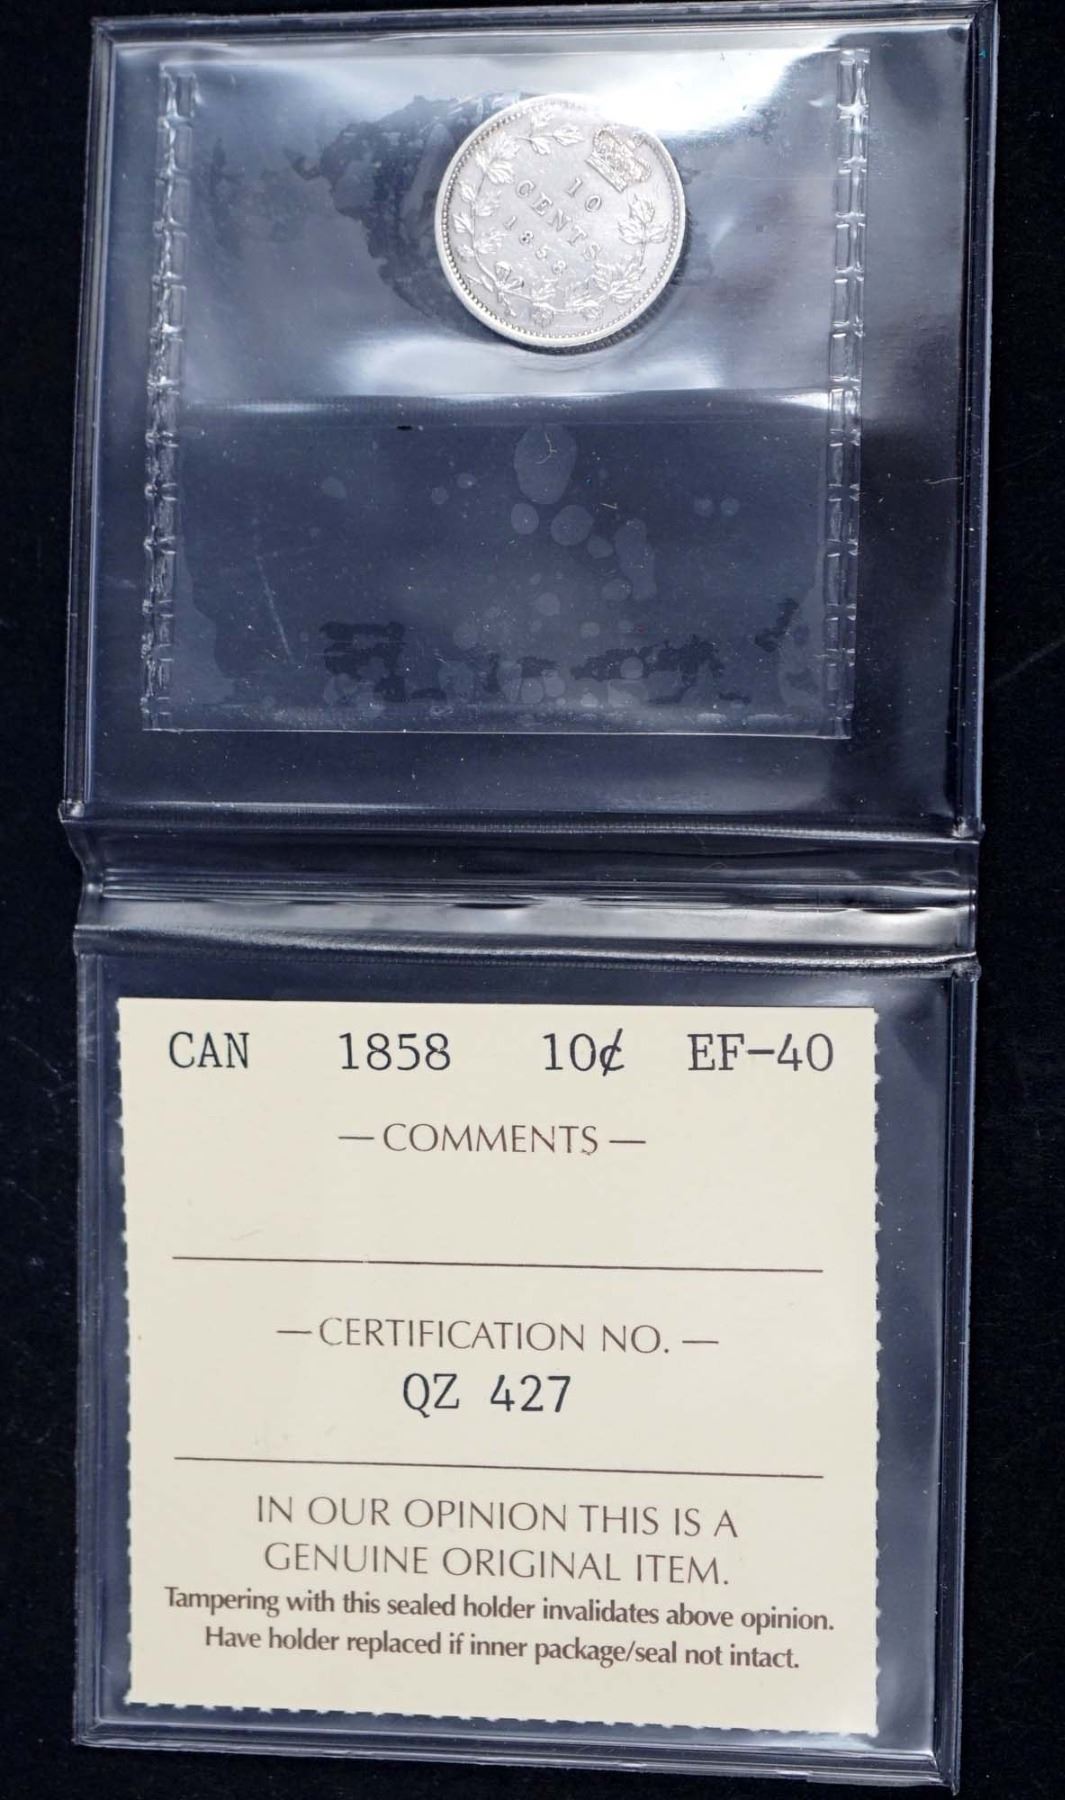 10
CENTS
1858
CAN 1858 10¢ EF-40
— COMMENTS —
— CERTIFICATION NO. —
QZ 427
IN OUR OPINION THIS IS A
GENUINE ORIGINAL ITEM.
Tampering with this sealed holder invalidates above opinion.
Have holder replaced if inner package/seal not intact.